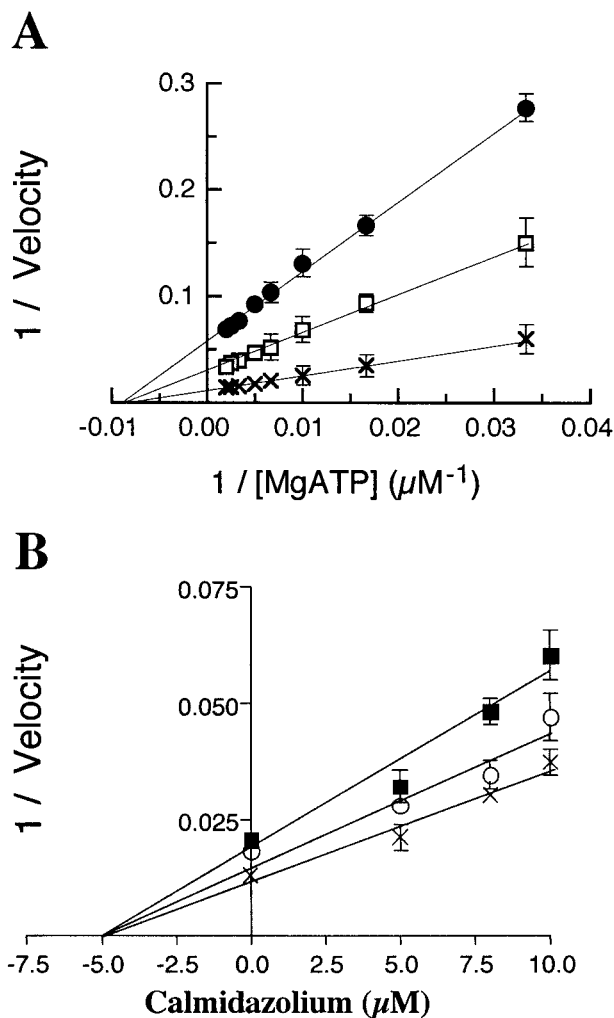 A
0.3
0.2
0.1
1 / Velocity
-0.01 0.00 0.01 0.02 0.03 0.04
1 / [MgATP] (µM⁻¹)
B
0.075
0.050
0.025
1 / Velocity
-7.5 -5.0 -2.5 0.0 2.5 5.0 7.5 10.0
Calmidazolium (µM)